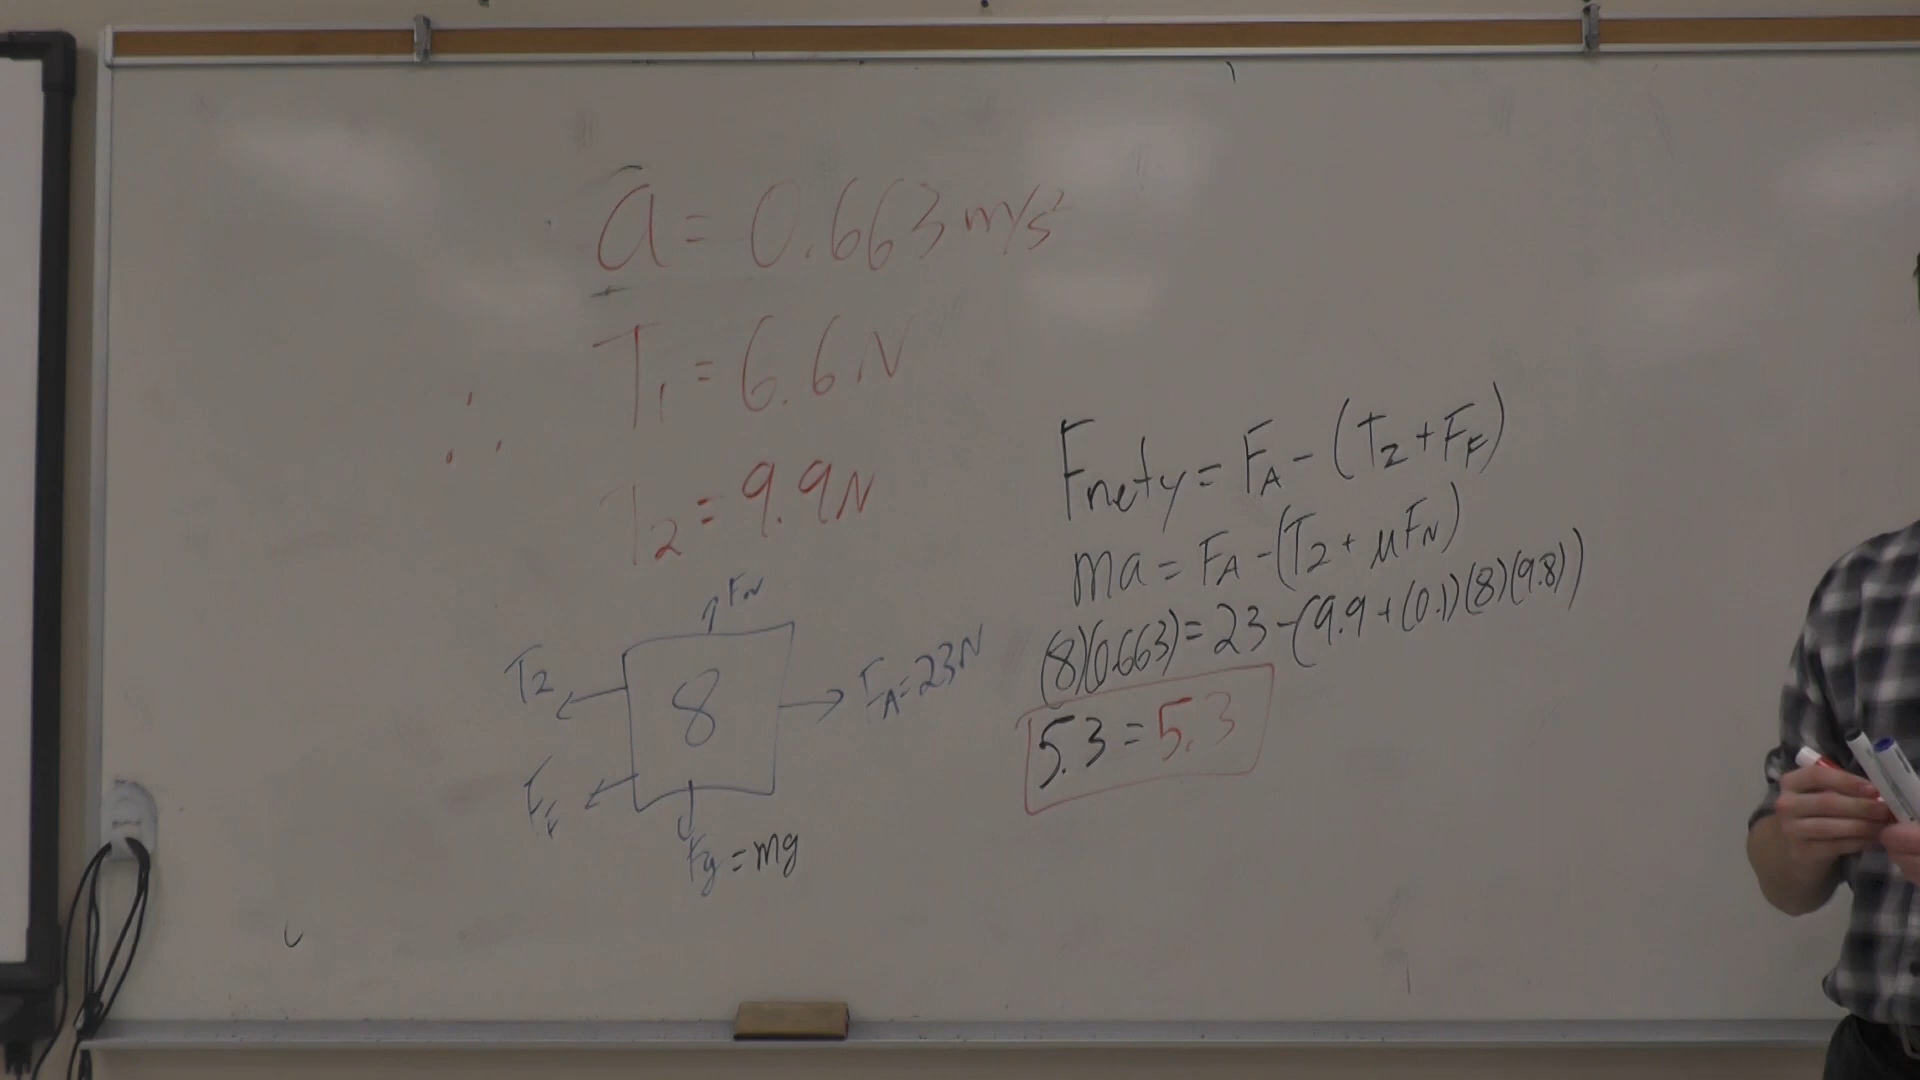 a = 0.663 m/s²
∴ T₁ = 6.6 N
T₂ = 9.9 N
Fnety = FA - (T2 + FF)
ma = FA - (T2 + μFN)
(8)(0.663) = 23 - (9.9 + (0.1)(8)(9.8))
5.3 = 5.3
FN
T2
8
FA = 23N
FF
Fg = mg